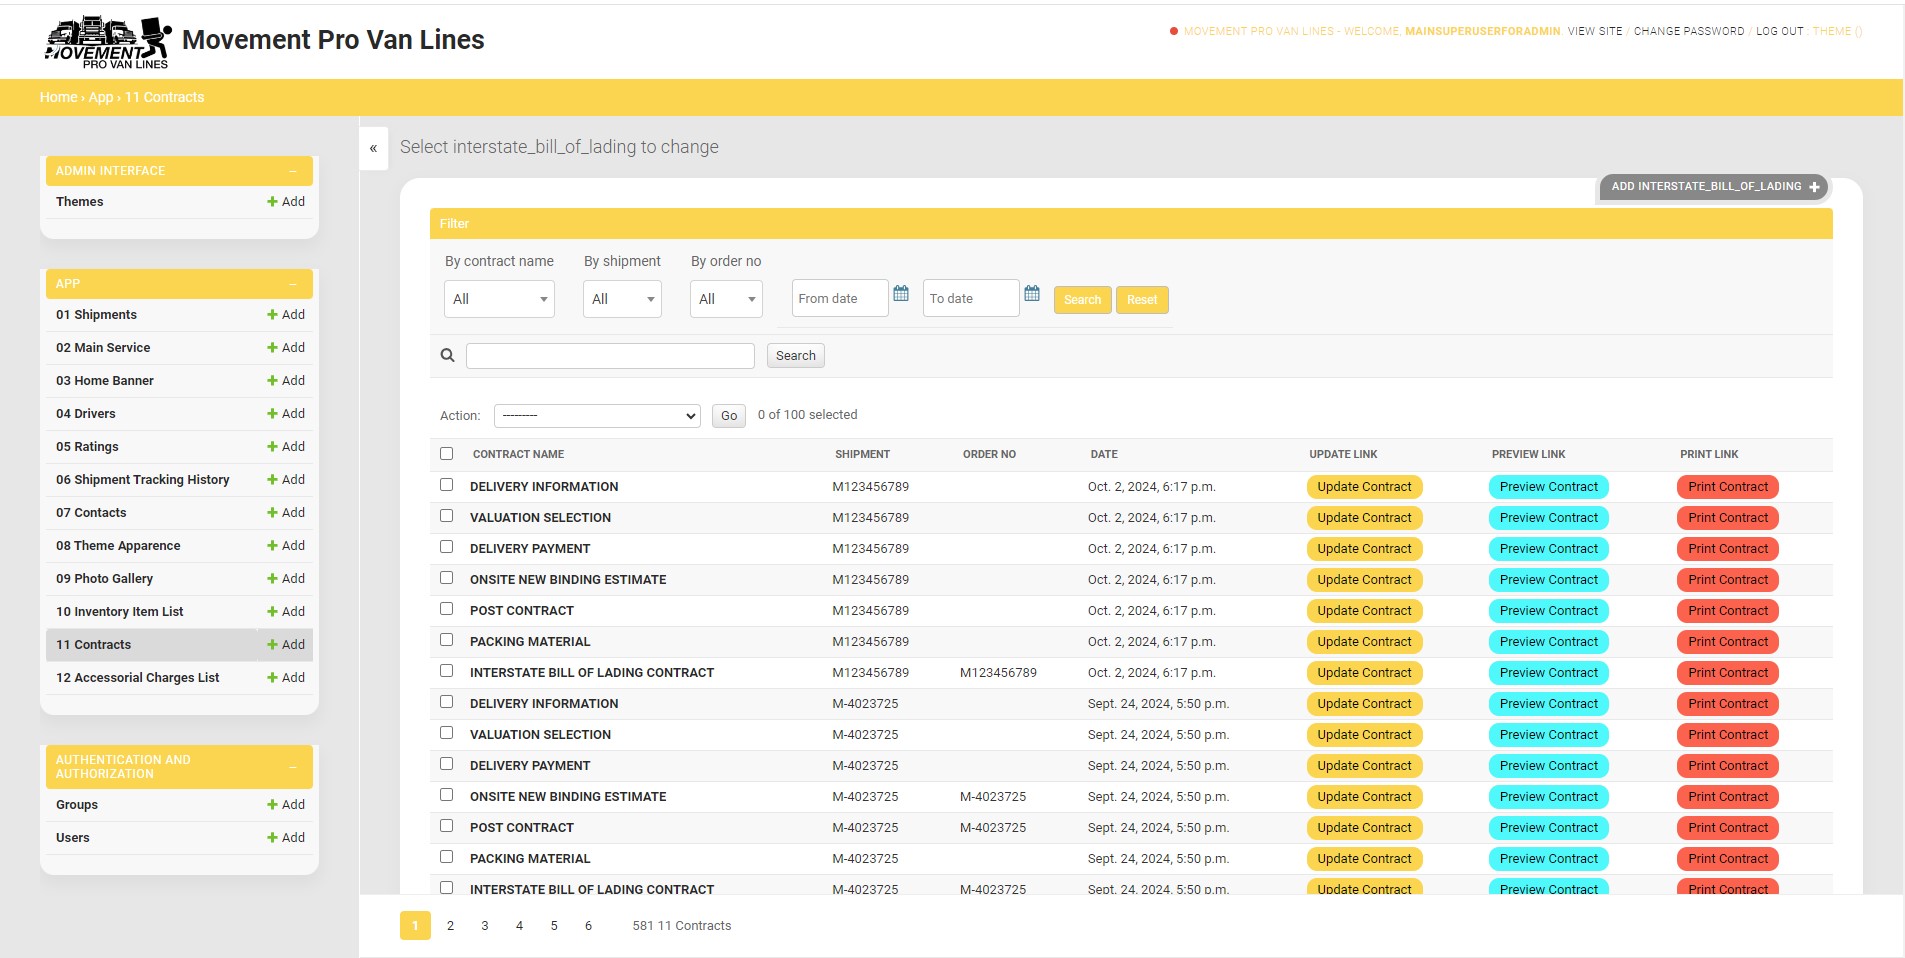 MOVEMENT
PRO VAN LINES
Movement Pro Van Lines
MOVEMENT PRO VAN LINES - WELCOME, MAINSUPERUSERFORADMIN. VIEW SITE / CHANGE PASSWORD / LOG OUT : THEME ()
Home › App › 11 Contracts
ADMIN INTERFACE –
Themes + Add
APP –
01 Shipments + Add
02 Main Service + Add
03 Home Banner + Add
04 Drivers + Add
05 Ratings + Add
06 Shipment Tracking History + Add
07 Contacts + Add
08 Theme Apparence + Add
09 Photo Gallery + Add
10 Inventory Item List + Add
11 Contracts + Add
12 Accessorial Charges List + Add
AUTHENTICATION AND
AUTHORIZATION –
Groups + Add
Users + Add
«
Select interstate_bill_of_lading to change
ADD INTERSTATE_BILL_OF_LADING +
Filter
By contract name By shipment By order no
All All All From date To date Search Reset
Search
Action: --------- Go 0 of 100 selected
CONTRACT NAME SHIPMENT ORDER NO DATE UPDATE LINK PREVIEW LINK PRINT LINK
DELIVERY INFORMATION M123456789 Oct. 2, 2024, 6:17 p.m. Update Contract Preview Contract Print Contract
VALUATION SELECTION M123456789 Oct. 2, 2024, 6:17 p.m. Update Contract Preview Contract Print Contract
DELIVERY PAYMENT M123456789 Oct. 2, 2024, 6:17 p.m. Update Contract Preview Contract Print Contract
ONSITE NEW BINDING ESTIMATE M123456789 Oct. 2, 2024, 6:17 p.m. Update Contract Preview Contract Print Contract
POST CONTRACT M123456789 Oct. 2, 2024, 6:17 p.m. Update Contract Preview Contract Print Contract
PACKING MATERIAL M123456789 Oct. 2, 2024, 6:17 p.m. Update Contract Preview Contract Print Contract
INTERSTATE BILL OF LADING CONTRACT M123456789 M123456789 Oct. 2, 2024, 6:17 p.m. Update Contract Preview Contract Print Contract
DELIVERY INFORMATION M-4023725 Sept. 24, 2024, 5:50 p.m. Update Contract Preview Contract Print Contract
VALUATION SELECTION M-4023725 Sept. 24, 2024, 5:50 p.m. Update Contract Preview Contract Print Contract
DELIVERY PAYMENT M-4023725 Sept. 24, 2024, 5:50 p.m. Update Contract Preview Contract Print Contract
ONSITE NEW BINDING ESTIMATE M-4023725 M-4023725 Sept. 24, 2024, 5:50 p.m. Update Contract Preview Contract Print Contract
POST CONTRACT M-4023725 M-4023725 Sept. 24, 2024, 5:50 p.m. Update Contract Preview Contract Print Contract
PACKING MATERIAL M-4023725 Sept. 24, 2024, 5:50 p.m. Update Contract Preview Contract Print Contract
INTERSTATE BILL OF LADING CONTRACT M-4023725 M-4023725 Sept. 24, 2024, 5:50 p.m. Update Contract Preview Contract Print Contract
1 2 3 4 5 6 581 11 Contracts